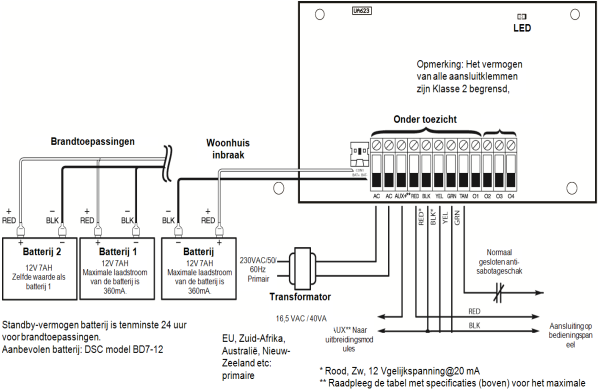 Un623
LED
Opmerking: Het vermogen
van alle aansluitklemmen
zijn Klasse 2 begrensd,
Onder toezicht
Brandtoepassingen
Woonhuis
inbraak
CON1
BAT+ BAT-
AC AC AUX+** RED BLK YEL GRN TAM O1 O2 O3 O4
+ − + − − +
RED BLK RED BLK BLK RED
+ − + − − +
RED* BLK* YEL GRN
Batterij 2
12V 7AH
Zelfde waarde als
batterij 1
Batterij 1
12V 7AH
Maximale laadstroom
van de batterij is
360mA.
Batterij
12V 7AH
Maximale laadstroom
van de batterij is
360mA.
230VAC/50/
60Hz
Primair
Transformator
16,5 VAC / 40VA
Normaal
gesloten anti-
sabotageschak
RED
BLK
Aansluiting op
bedieningspan
eel
UX** Naar
uitbreidingsmod
ules
Standby-vermogen batterij is tenminste 24 uur
voor brandtoepassingen.
Aanbevolen batterij: DSC model BD7-12
EU, Zuid-Afrika,
Australië, Nieuw-
Zeeland etc:
primaire
* Rood, Zw, 12 Vgelijkspanning@20 mA
** Raadpleeg de tabel met specificaties (boven) voor het maximale